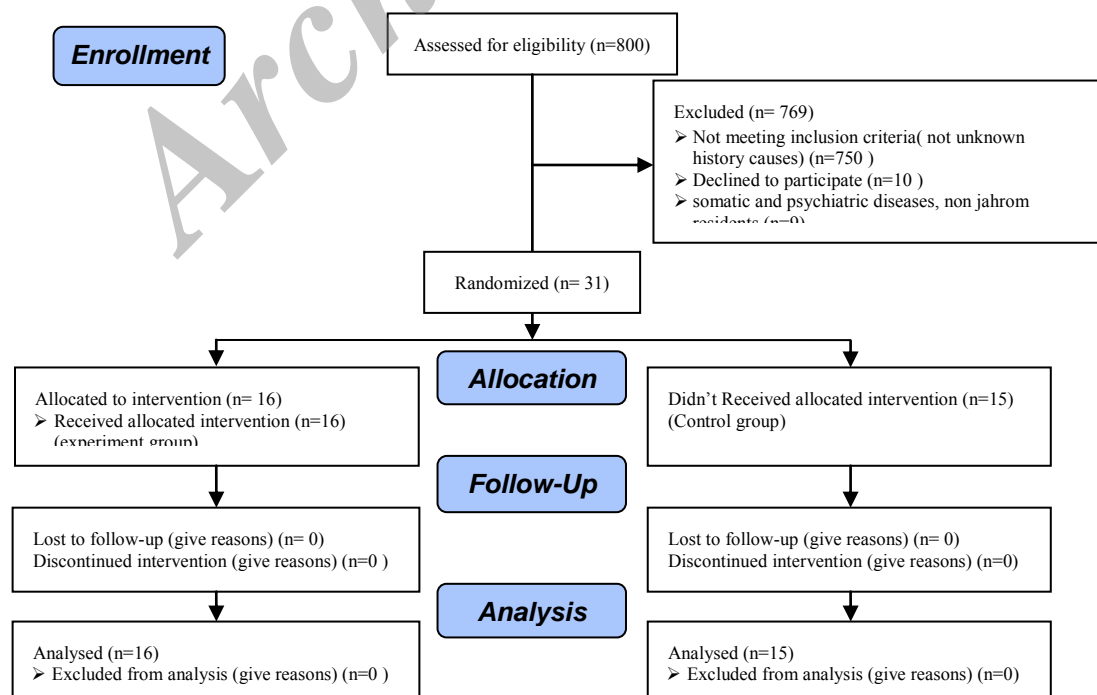 Enrollment
Assessed for eligibility (n=800)
Excluded (n= 769)
➢ Not meeting inclusion criteria( not unknown
history causes) (n=750 )
➢ Declined to participate (n=10 )
➢ somatic and psychiatric diseases, non jahrom
residents (n=9)
Randomized (n= 31)
Allocation
Allocated to intervention (n= 16)
➢ Received allocated intervention (n=16)
(experiment group)
Didn’t Received allocated intervention (n=15)
(Control group)
Follow-Up
Lost to follow-up (give reasons) (n= 0)
Discontinued intervention (give reasons) (n=0 )
Lost to follow-up (give reasons) (n= 0)
Discontinued intervention (give reasons) (n=0)
Analysis
Analysed (n=16)
➢ Excluded from analysis (give reasons) (n=0 )
Analysed (n=15)
➢ Excluded from analysis (give reasons) (n=0)